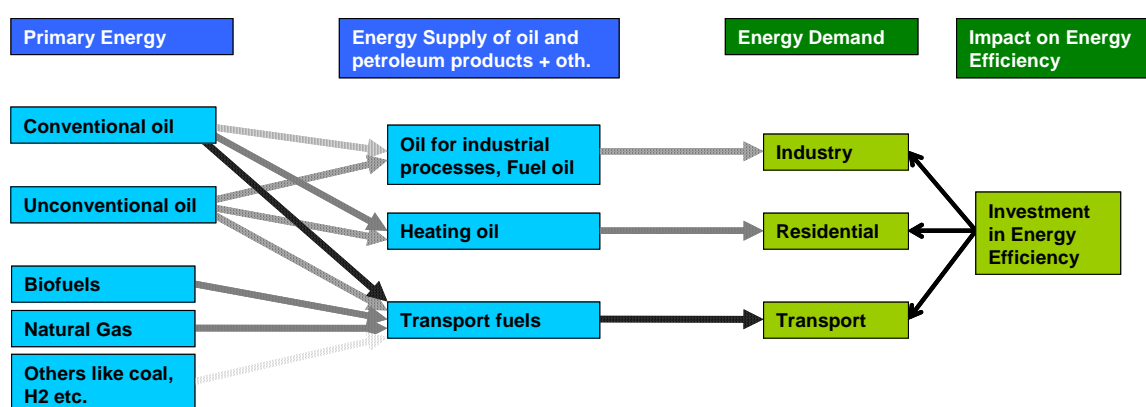 Primary Energy
Energy Supply of oil and
petroleum products + oth.
Energy Demand
Impact on Energy
Efficiency
Conventional oil
Unconventional oil
Biofuels
Natural Gas
Others like coal,
H2 etc.
Oil for industrial
processes, Fuel oil
Heating oil
Transport fuels
Industry
Residential
Transport
Investment
in Energy
Efficiency